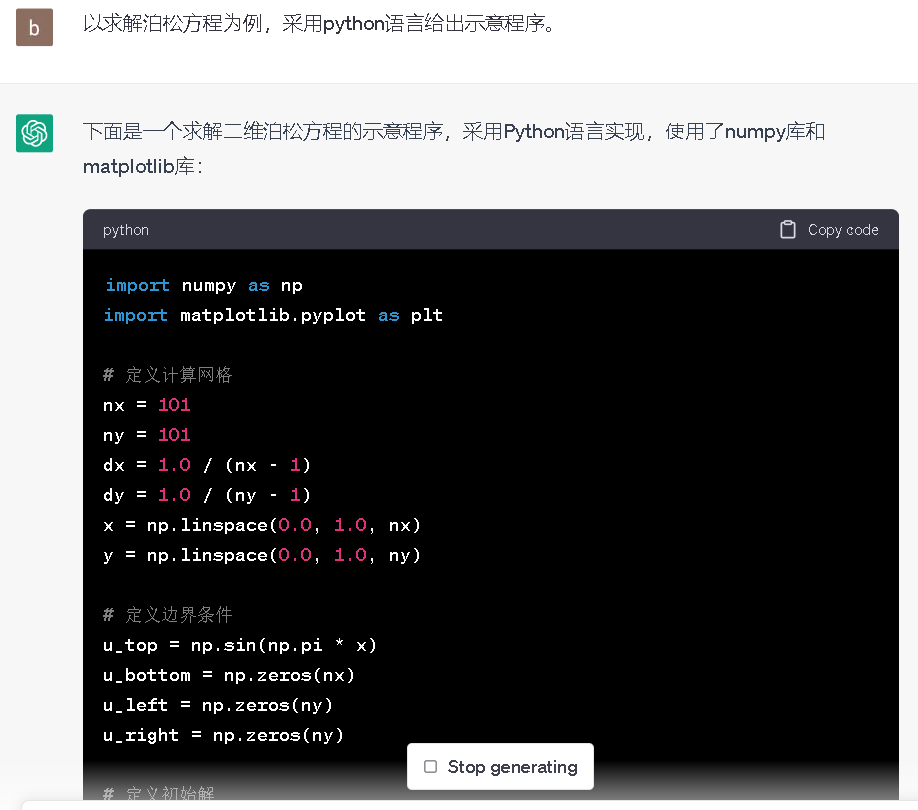 b
以求解泊松方程为例，采用python语言给出示意程序。
下面是一个求解二维泊松方程的示意程序，采用Python语言实现，使用了numpy库和
matplotlib库：
python
Copy code
import numpy as np
import matplotlib.pyplot as plt
# 定义计算网格
nx = 101
ny = 101
dx = 1.0 / (nx - 1)
dy = 1.0 / (ny - 1)
x = np.linspace(0.0, 1.0, nx)
y = np.linspace(0.0, 1.0, ny)
# 定义边界条件
u_top = np.sin(np.pi * x)
u_bottom = np.zeros(nx)
u_left = np.zeros(ny)
u_right = np.zeros(ny)
Stop generating
# 定义初始解